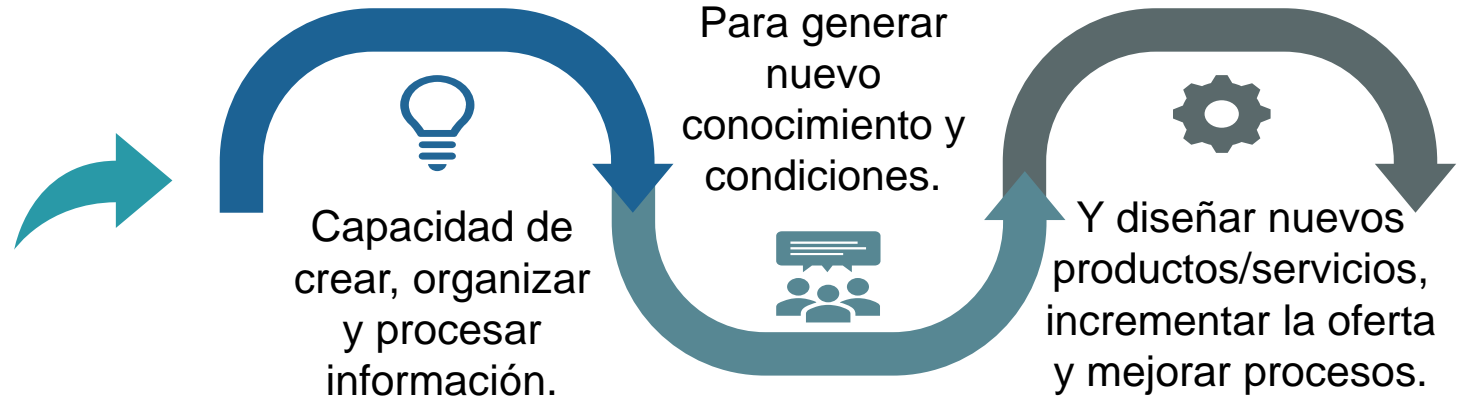 Capacidad de
crear, organizar
y procesar
información.
Para generar
nuevo
conocimiento y
condiciones.
Y diseñar nuevos
productos/servicios,
incrementar la oferta
y mejorar procesos.